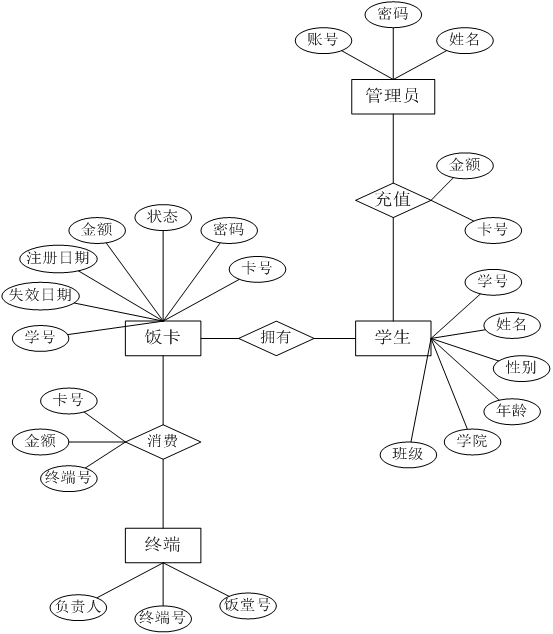 密码
账号
姓名
管理员
金额
充值
卡号
状态
金额
密码
注册日期
卡号
失效日期
学号
饭卡
拥有
学生
学号
姓名
性别
年龄
学院
班级
卡号
金额
消费
终端号
终端
负责人
终端号
饭堂号